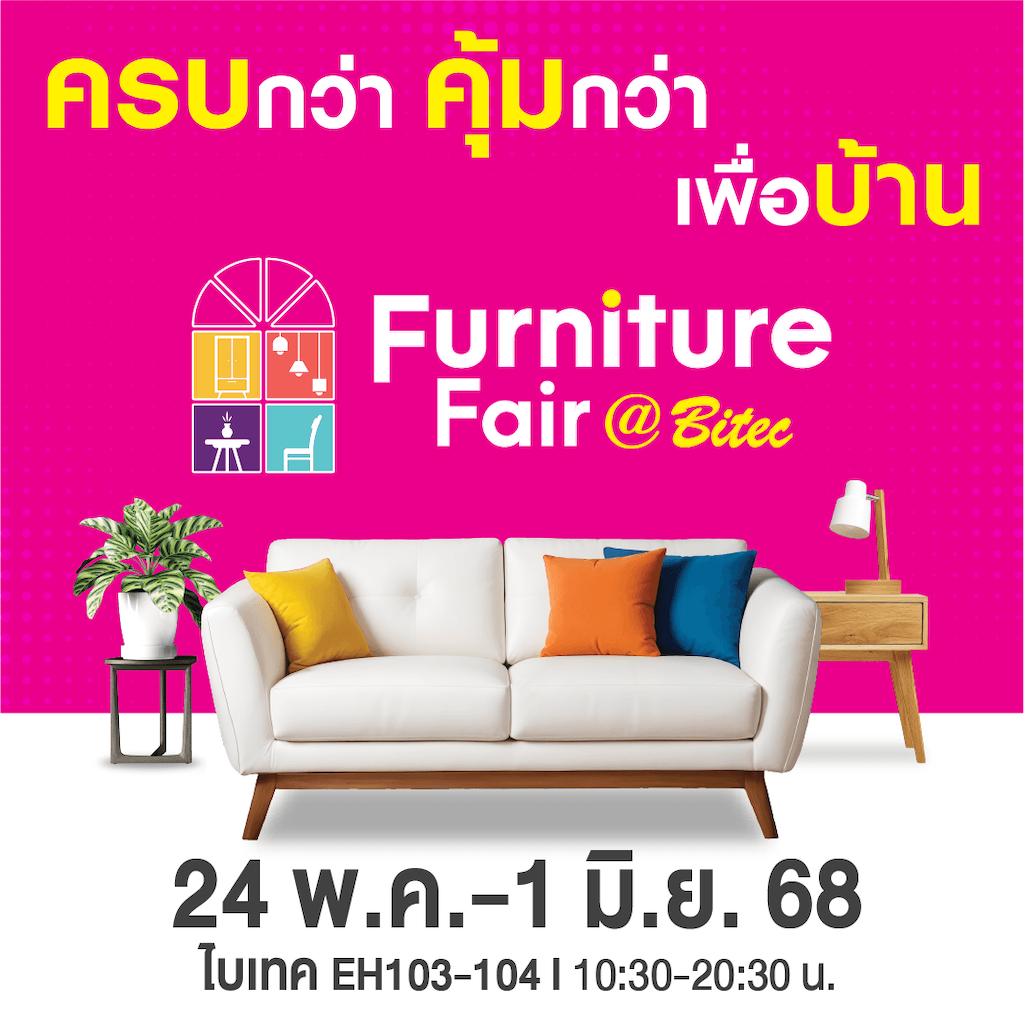 ครบกว่า คุ้มกว่า
เพื่อบ้าน
Furniture
Fair @ Bitec
24 พ.ค.-1 มิ.ย. 68
ไบเทค EH103-104 | 10:30-20:30 น.